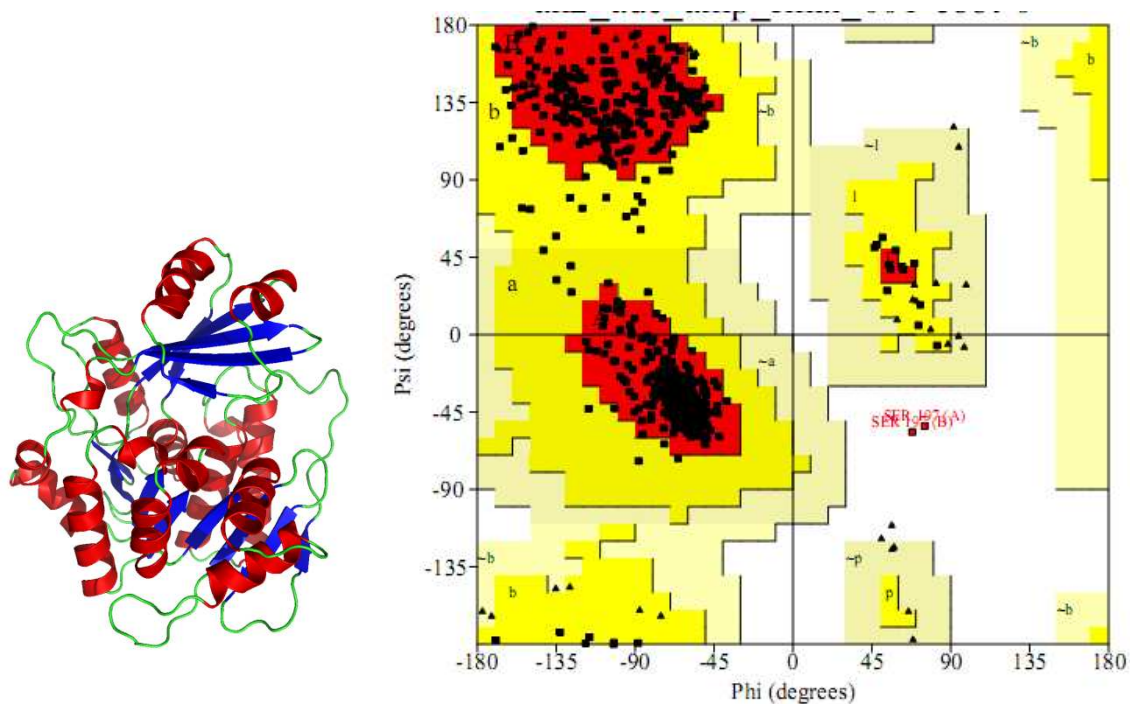 180
135
90
45
0
-45
-90
-135
Psi (degrees)
B
b
~b
~b
b
~l
l
a
~a
SER 197 (A)
~b
b
~p
p
~b
-180
-135
-90
-45
0
45
90
135
180
Phi (degrees)